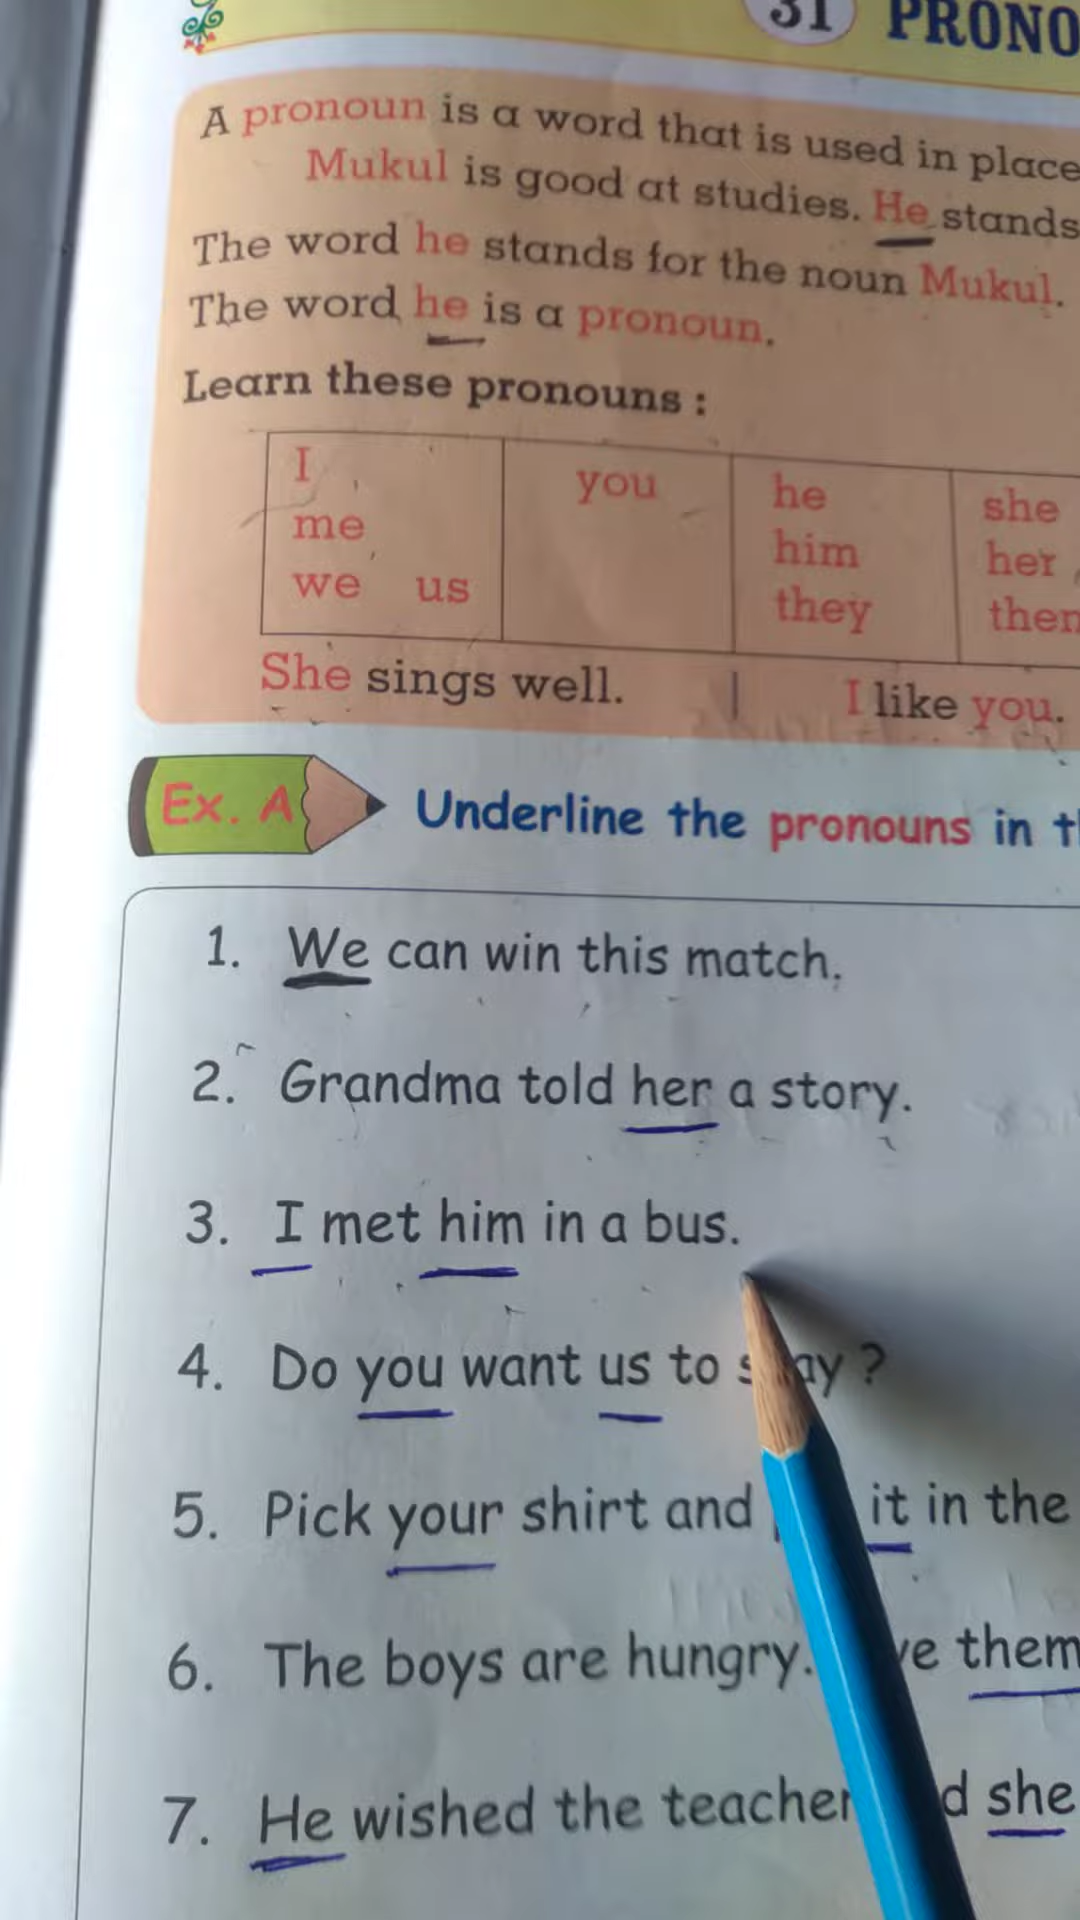 31 PRONO
A pronoun is a word that is used in place
Mukul is good at studies. He stands
The word he stands for the noun Mukul.
The word he is a pronoun.
Learn these pronouns :
I you he she
me him her
we us they them
She sings well. | I like you.
Ex. A Underline the pronouns in
1. We can win this match.
2. Grandma told her a story.
3. I met him in a bus.
4. Do you want us to ?
5. Pick your shirt and it in the
6. The boys are hungry. them
7. He wished the teacher she